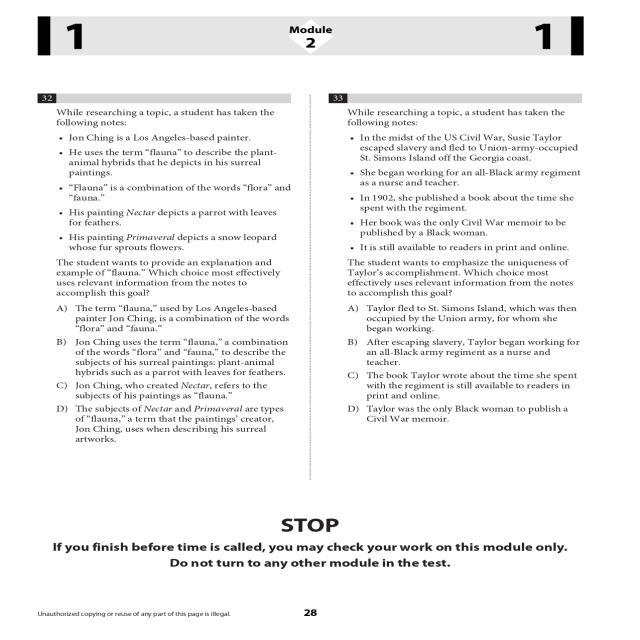 1
Module
2
1
32
While researching a topic, a student has taken the
following notes:
• Jon Ching is a Los Angeles-based painter.
• He uses the term “flauna” to describe the plant-
animal hybrids that he depicts in his surreal
paintings.
• “Flauna” is a combination of the words “flora” and
“fauna.”
• His painting Nectar depicts a parrot with leaves
for feathers.
• His painting Primaveral depicts a snow leopard
whose fur sprouts flowers.
The student wants to provide an explanation and
example of “flauna.” Which choice most effectively
uses relevant information from the notes to
accomplish this goal?
A) The term “flauna,” used by Los Angeles-based
painter Jon Ching, is a combination of the words
“flora” and “fauna.”
B) Jon Ching uses the term “flauna,” a combination
of the words “flora” and “fauna,” to describe the
subjects of his surreal paintings: plant-animal
hybrids such as a parrot with leaves for feathers.
C) Jon Ching, who created Nectar, refers to the
subjects of his paintings as “flauna.”
D) The subjects of Nectar and Primaveral are types
of “flauna,” a term that the paintings’ creator,
Jon Ching, uses when describing his surreal
artworks.
33
While researching a topic, a student has taken the
following notes:
• In the midst of the US Civil War, Susie Taylor
escaped slavery and fled to Union-army-occupied
St. Simons Island off the Georgia coast.
• She began working for an all-Black army regiment
as a nurse and teacher.
• In 1902, she published a book about the time she
spent with the regiment.
• Her book was the only Civil War memoir to be
published by a Black woman.
• It is still available to readers in print and online.
The student wants to emphasize the uniqueness of
Taylor’s accomplishment. Which choice most
effectively uses relevant information from the notes
to accomplish this goal?
A) Taylor fled to St. Simons Island, which was then
occupied by the Union army, for whom she
began working.
B) After escaping slavery, Taylor began working for
an all-Black army regiment as a nurse and
teacher.
C) The book Taylor wrote about the time she spent
with the regiment is still available to readers in
print and online.
D) Taylor was the only Black woman to publish a
Civil War memoir.
STOP
If you finish before time is called, you may check your work on this module only.
Do not turn to any other module in the test.
Unauthorized copying or reuse of any part of this page is illegal.
28